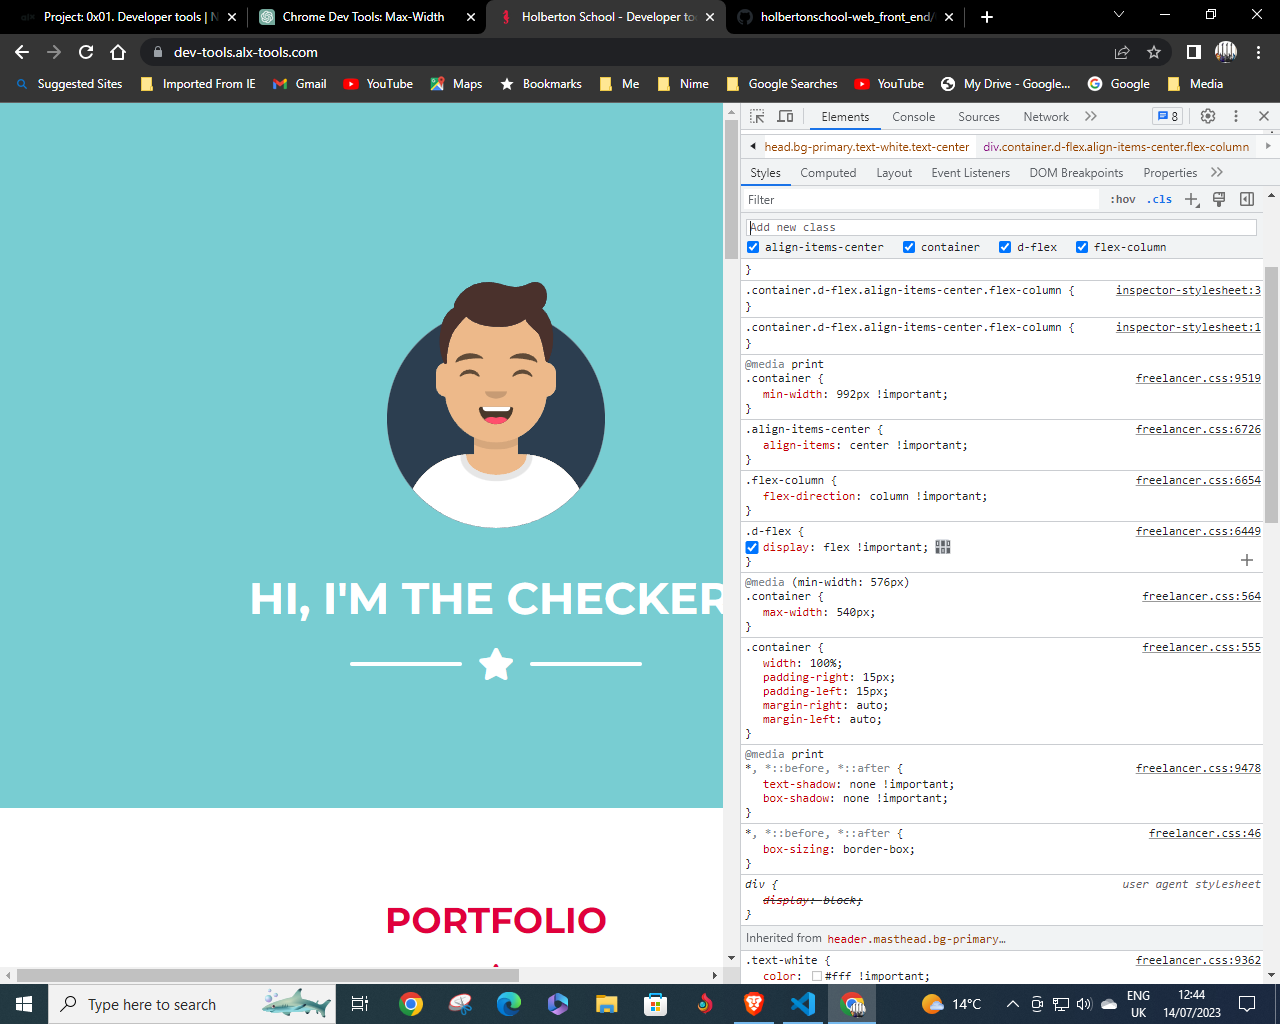 Project: 0x01. Developer tools | N
Chrome Dev Tools: Max-Width
Holberton School - Developer to
holbertonschool-web_front_end/
dev-tools.alx-tools.com
Suggested Sites
Imported From IE
Gmail
YouTube
Maps
Bookmarks
Me
Nime
Google Searches
YouTube
My Drive - Google...
Google
Media
HI, I'M THE CHECKER
PORTFOLIO
Elements
Console
Sources
Network
8
head.bg-primary.text-white.text-center
div.container.d-flex.align-items-center.flex-column
Styles
Computed
Layout
Event Listeners
DOM Breakpoints
Properties
Filter
:hov
.cls
Add new class
align-items-center
container
d-flex
flex-column
}
.container.d-flex.align-items-center.flex-column { inspector-stylesheet:3
}
.container.d-flex.align-items-center.flex-column { inspector-stylesheet:1
}
@media print
.container { freelancer.css:9519
min-width: 992px !important;
}
.align-items-center { freelancer.css:6726
align-items: center !important;
}
.flex-column { freelancer.css:6654
flex-direction: column !important;
}
.d-flex { freelancer.css:6449
display: flex !important;
}
@media (min-width: 576px)
.container { freelancer.css:564
max-width: 540px;
}
.container { freelancer.css:555
width: 100%;
padding-right: 15px;
padding-left: 15px;
margin-right: auto;
margin-left: auto;
}
@media print
*, *::before, *::after { freelancer.css:9478
text-shadow: none !important;
box-shadow: none !important;
}
*, *::before, *::after { freelancer.css:46
box-sizing: border-box;
}
div { user agent stylesheet
display: block;
}
Inherited from header.masthead.bg-primary…
.text-white { freelancer.css:9362
color: #fff !important;
Type here to search
14°C
ENG
UK
12:44
14/07/2023